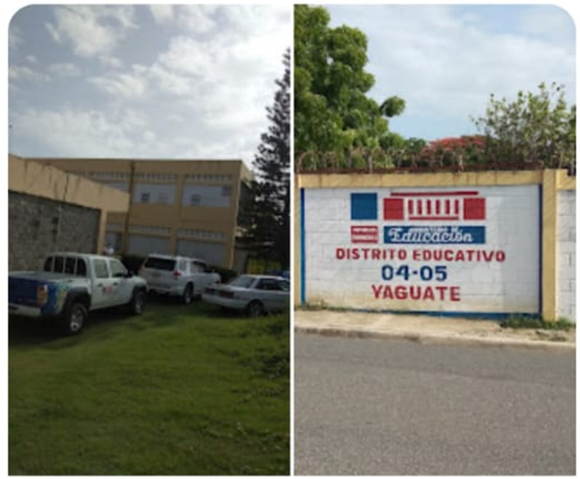 Educación
DISTRITO EDUCATIVO
04-05
YAGUATE